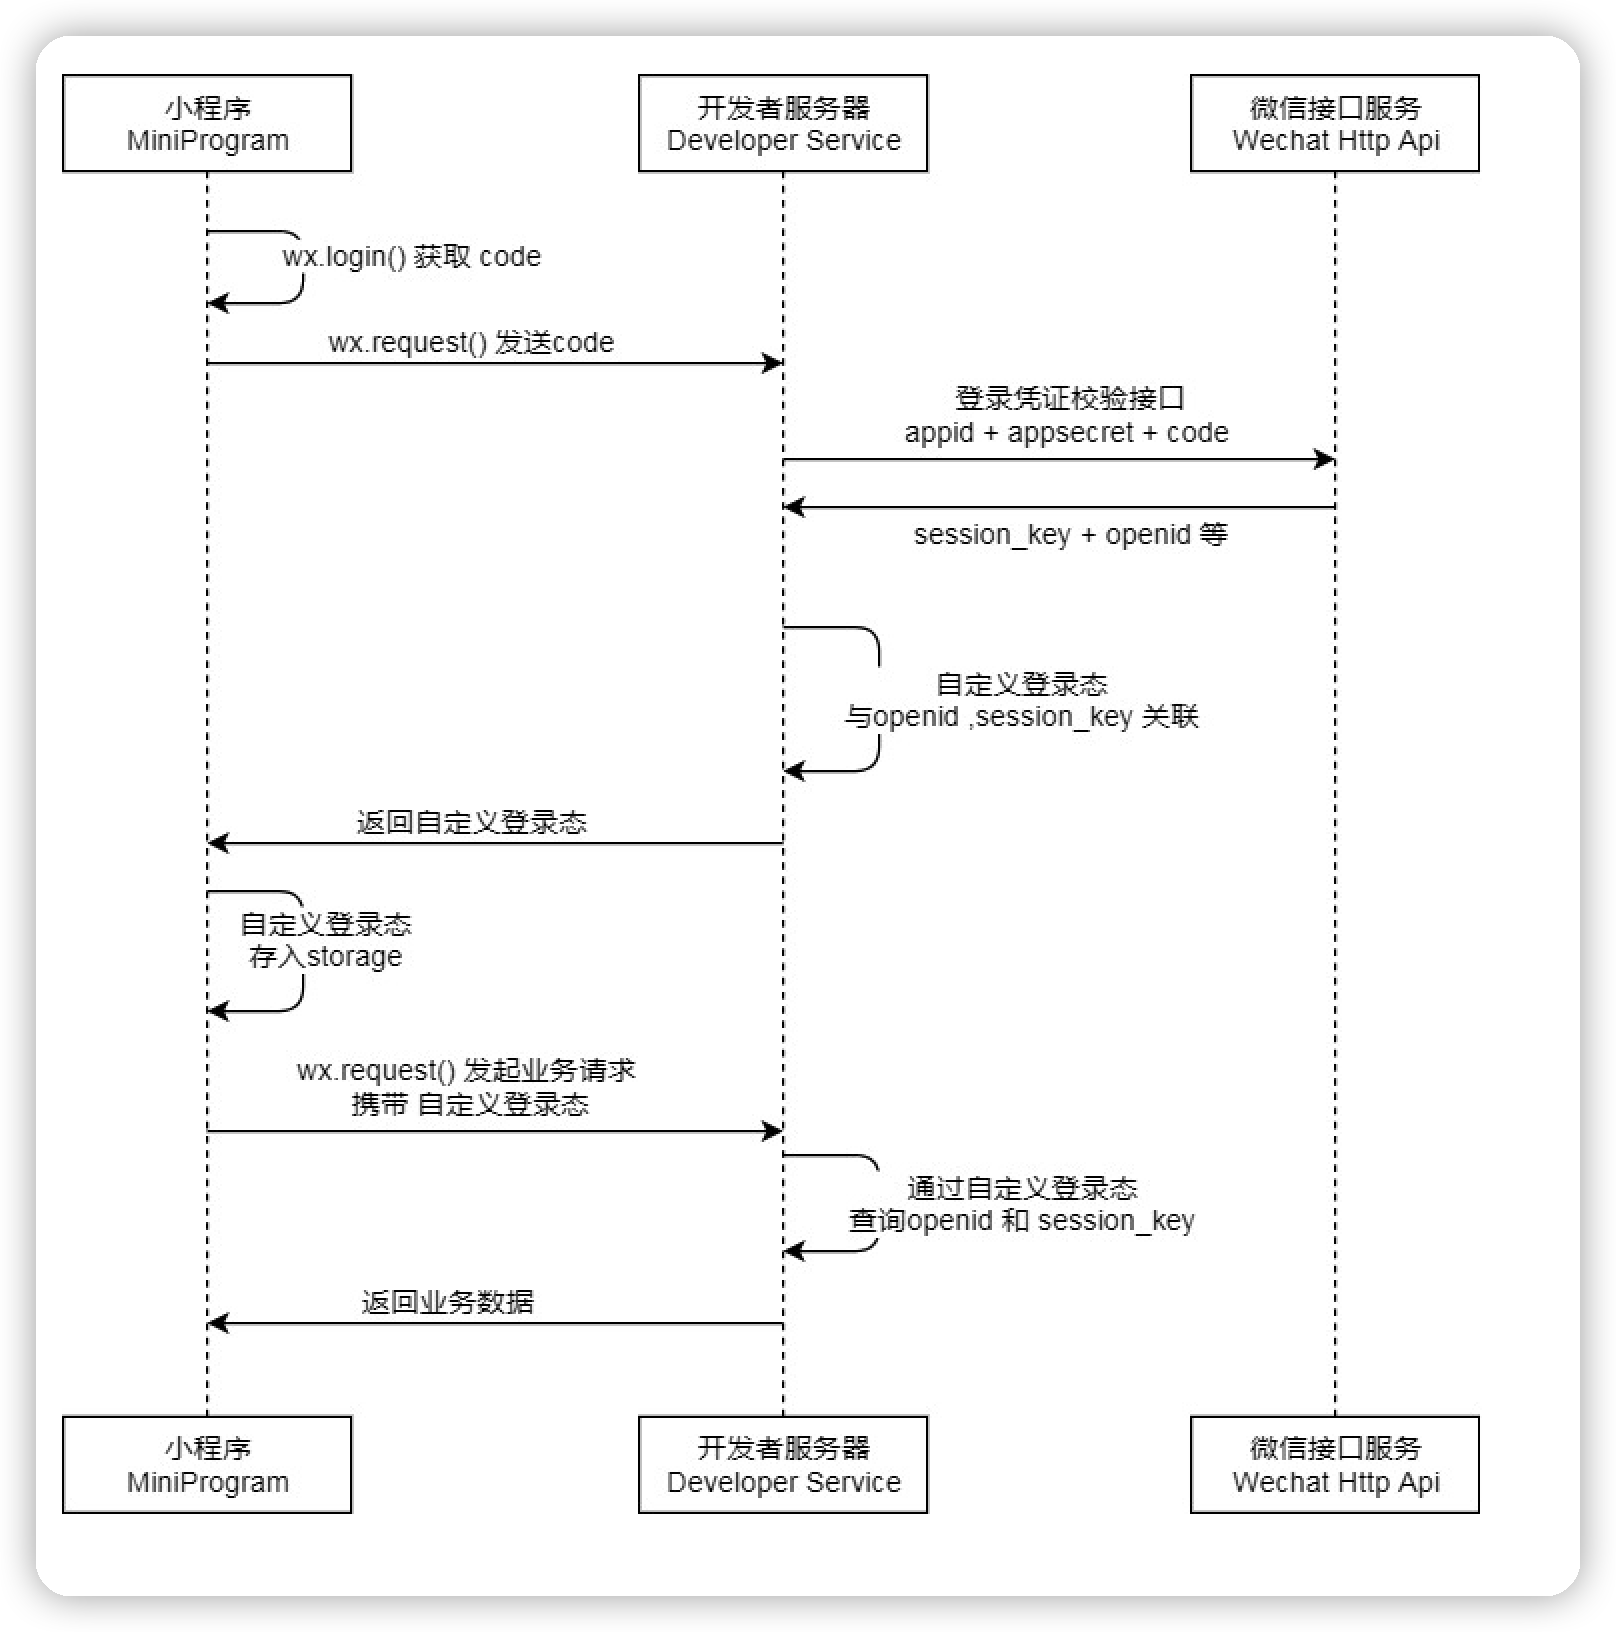 小程序
MiniProgram
开发者服务器
Developer Service
微信接口服务
Wechat Http Api
wx.login() 获取 code
wx.request() 发送code
登录凭证校验接口
appid + appsecret + code
session_key + openid 等
自定义登录态
与openid ,session_key 关联
返回自定义登录态
自定义登录态
存入storage
wx.request() 发起业务请求
携带 自定义登录态
通过自定义登录态
查询openid 和 session_key
返回业务数据
小程序
MiniProgram
开发者服务器
Developer Service
微信接口服务
Wechat Http Api